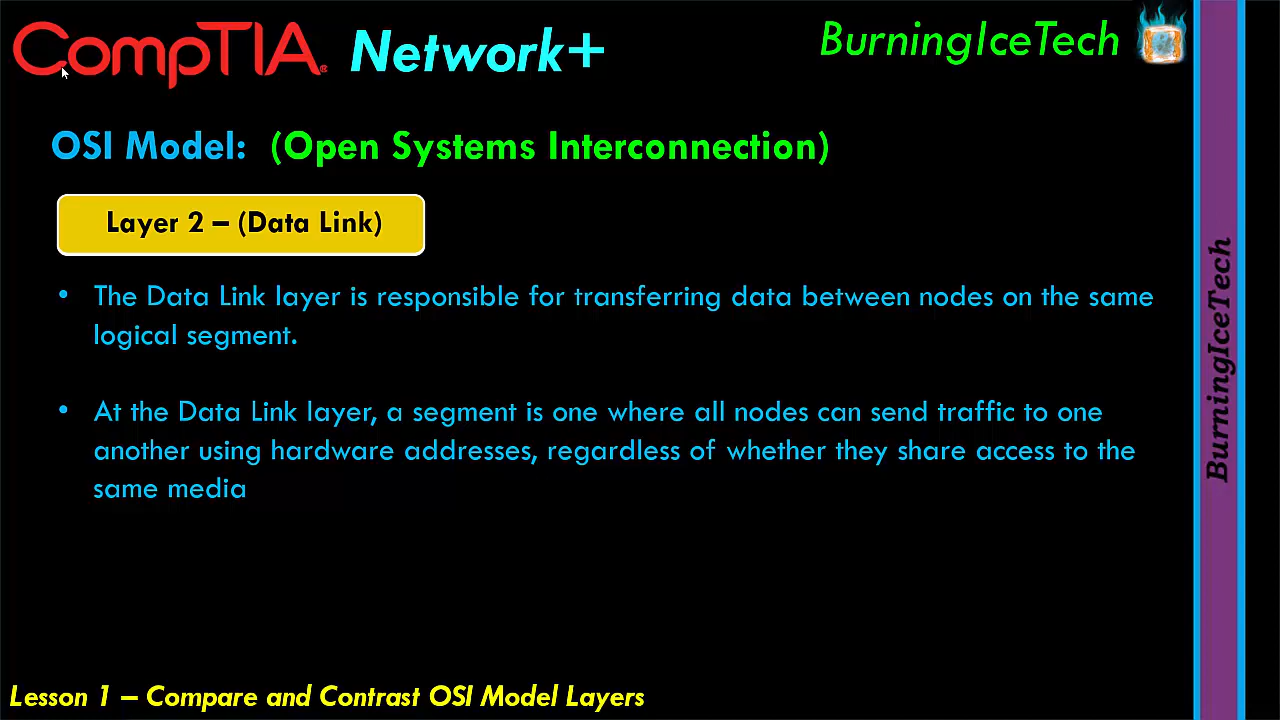 CompTIA® Network+
BurningIceTech
OSI Model: (Open Systems Interconnection)
Layer 2 – (Data Link)
• The Data Link layer is responsible for transferring data between nodes on the same
logical segment.
• At the Data Link layer, a segment is one where all nodes can send traffic to one
another using hardware addresses, regardless of whether they share access to the
same media
BurningIceTech
Lesson 1 – Compare and Contrast OSI Model Layers